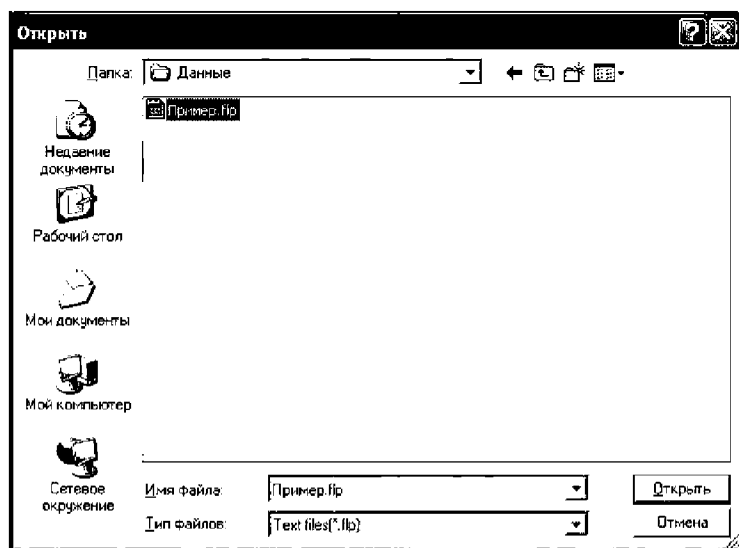 Открыть
Папка: Данные
Пример.flp
Недавние
документы
Рабочий стол
Мои документы
Мой компьютер
Сетевое
окружение
Имя файла: Пример.flp Открыть
Тип файлов: Text files(*.flp) Отмена